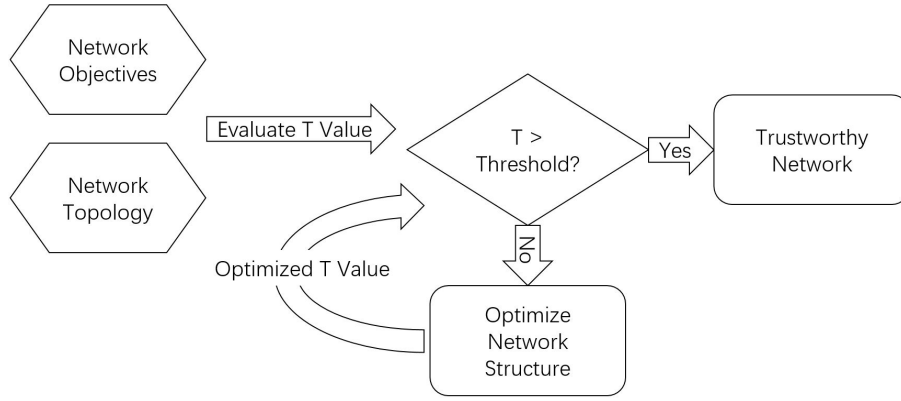 Network
Objectives
Evaluate T Value
T >
Threshold?
Yes
Trustworthy
Network
Network
Topology
No
Optimized T Value
Optimize
Network
Structure